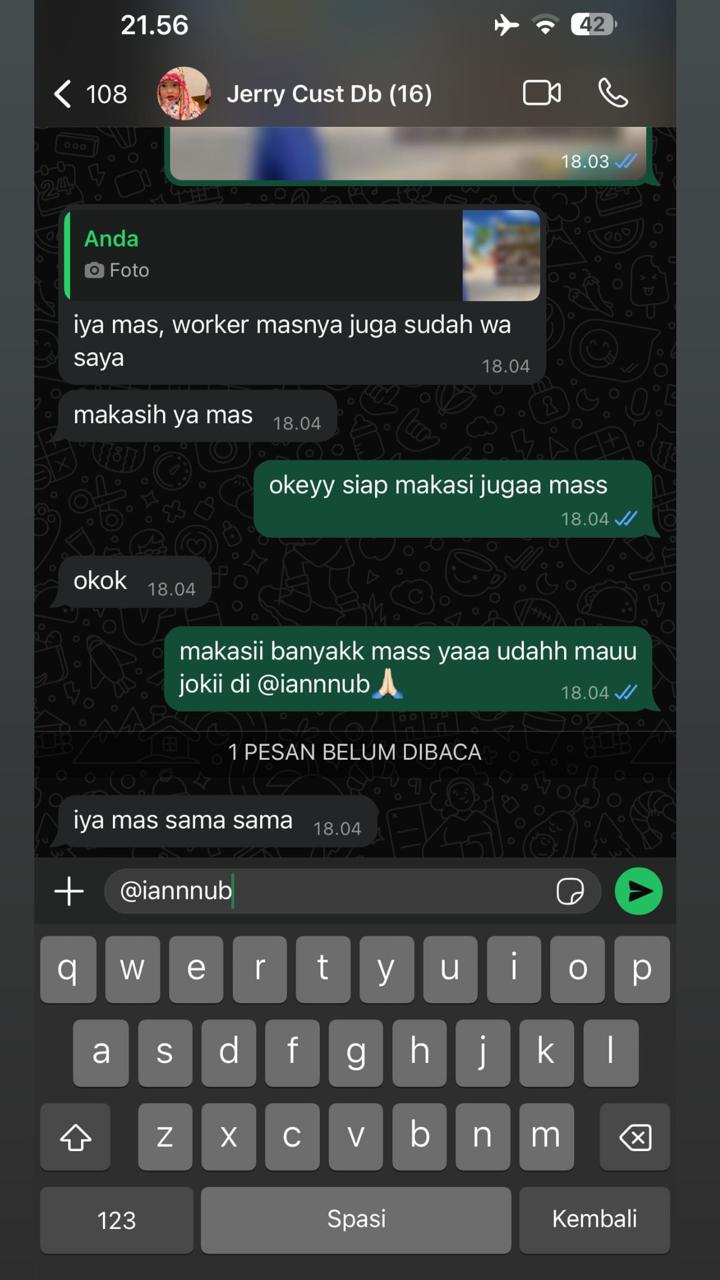 21.56
42
108
Jerry Cust Db (16)
18.03
Anda
Foto
iya mas, worker masnya juga sudah wa
saya
18.04
makasih ya mas
18.04
okeyy siap makasi jugaa mass
18.04
okok
18.04
makasii banyakk mass yaaa udahh mauu
jokii di @iannnub🙏🏻
18.04
1 PESAN BELUM DIBACA
iya mas sama sama
18.04
@iannnub
q w e r t y u i o p
a s d f g h j k l
z x c v b n m
123 Spasi Kembali